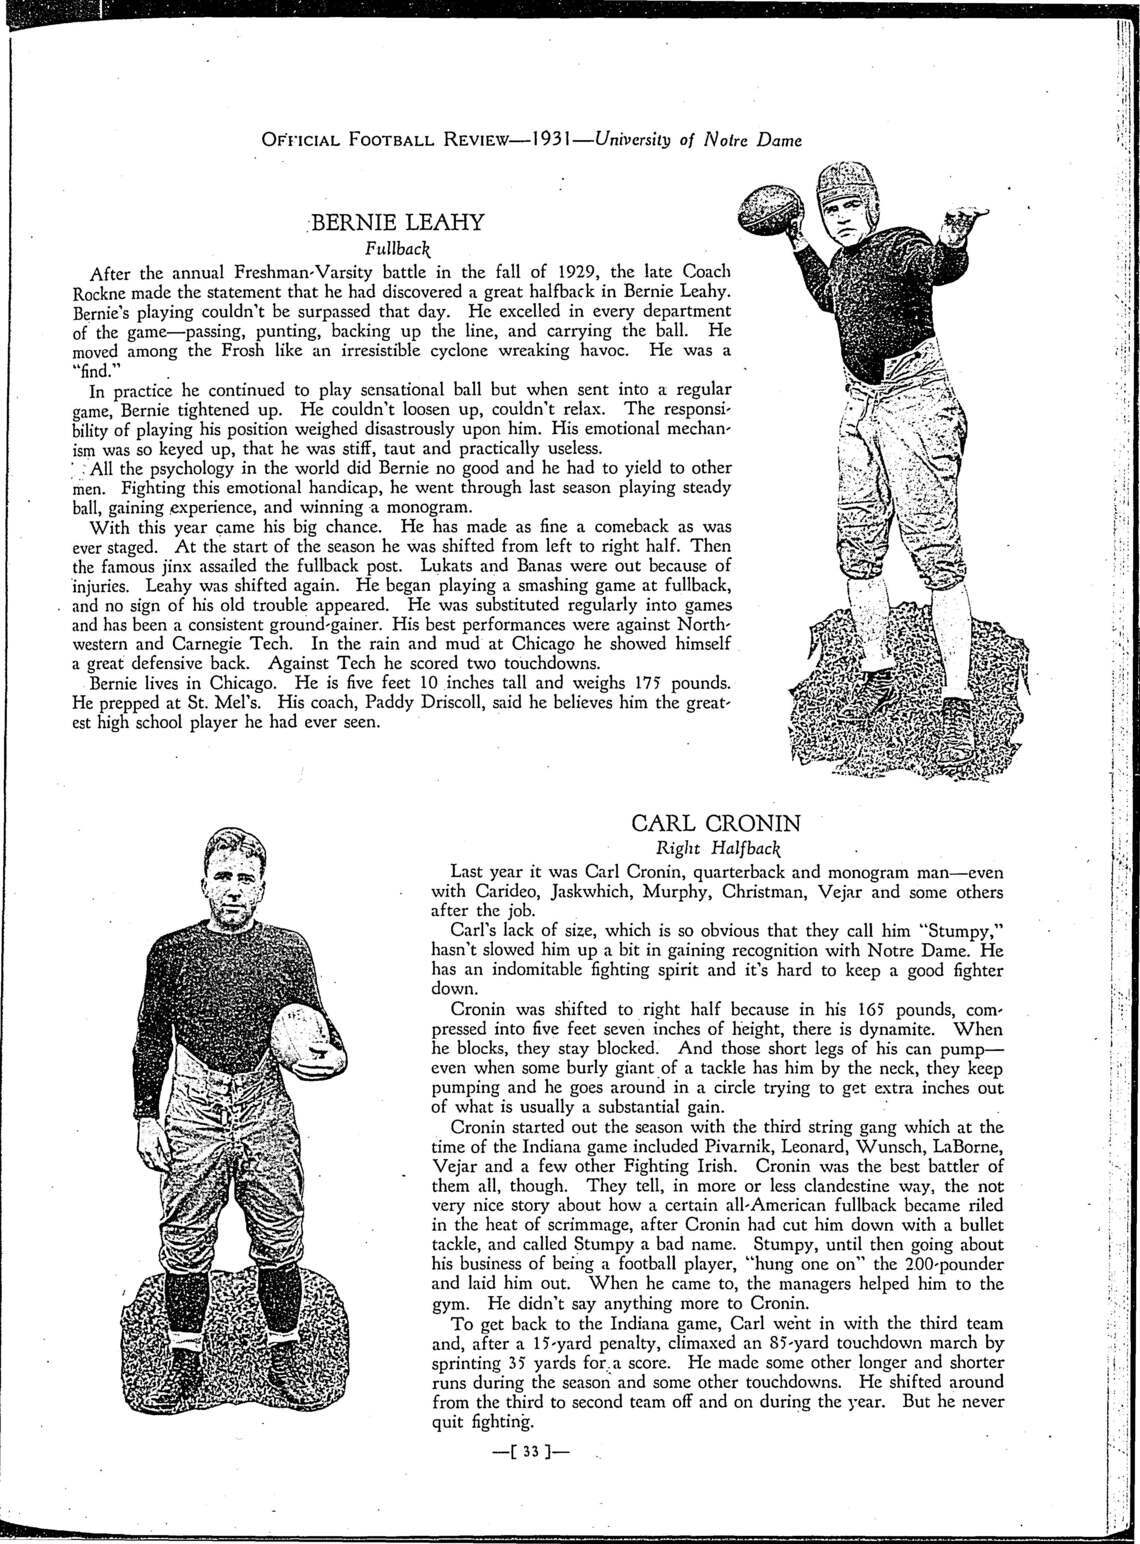 OFFICIAL FOOTBALL REVIEW—1931—University of Notre Dame
BERNIE LEAHY
Fullback
After the annual Freshman-Varsity battle in the fall of 1929, the late Coach
Rockne made the statement that he had discovered a great halfback in Bernie Leahy.
Bernie's playing couldn't be surpassed that day. He excelled in every department
of the game—passing, punting, backing up the line, and carrying the ball. He
moved among the Frosh like an irresistible cyclone wreaking havoc. He was a
"find."
In practice he continued to play sensational ball but when sent into a regular
game, Bernie tightened up. He couldn't loosen up, couldn't relax. The responsi-
bility of playing his position weighed disastrously upon him. His emotional mechan-
ism was so keyed up, that he was stiff, taut and practically useless.
All the psychology in the world did Bernie no good and he had to yield to other
men. Fighting this emotional handicap, he went through last season playing steady
ball, gaining experience, and winning a monogram.
With this year came his big chance. He has made as fine a comeback as was
ever staged. At the start of the season he was shifted from left to right half. Then
the famous jinx assailed the fullback post. Lukats and Banas were out because of
injuries. Leahy was shifted again. He began playing a smashing game at fullback,
and no sign of his old trouble appeared. He was substituted regularly into games
and has been a consistent ground-gainer. His best performances were against North-
western and Carnegie Tech. In the rain and mud at Chicago he showed himself
a great defensive back. Against Tech he scored two touchdowns.
Bernie lives in Chicago. He is five feet 10 inches tall and weighs 175 pounds.
He prepped at St. Mel's. His coach, Paddy Driscoll, said he believes him the great-
est high school player he had ever seen.
CARL CRONIN
Right Halfback
Last year it was Carl Cronin, quarterback and monogram man—even
with Carideo, Jaskwhich, Murphy, Christman, Vejar and some others
after the job.
Carl's lack of size, which is so obvious that they call him "Stumpy,"
hasn't slowed him up a bit in gaining recognition with Notre Dame. He
has an indomitable fighting spirit and it's hard to keep a good fighter
down.
Cronin was shifted to right half because in his 165 pounds, com-
pressed into five feet seven inches of height, there is dynamite. When
he blocks, they stay blocked. And those short legs of his can pump—
even when some burly giant of a tackle has him by the neck, they keep
pumping and he goes around in a circle trying to get extra inches out
of what is usually a substantial gain.
Cronin started out the season with the third string gang which at the
time of the Indiana game included Pivarnik, Leonard, Wunsch, LaBorne,
Vejar and a few other Fighting Irish. Cronin was the best battler of
them all, though. They tell, in more or less clandestine way, the not
very nice story about how a certain all-American fullback became riled
in the heat of scrimmage, after Cronin had cut him down with a bullet
tackle, and called Stumpy a bad name. Stumpy, until then going about
his business of being a football player, "hung one on" the 200-pounder
and laid him out. When he came to, the managers helped him to the
gym. He didn't say anything more to Cronin.
To get back to the Indiana game, Carl went in with the third team
and, after a 15-yard penalty, climaxed an 85-yard touchdown march by
sprinting 35 yards for a score. He made some other longer and shorter
runs during the season and some other touchdowns. He shifted around
from the third to second team off and on during the year. But he never
quit fighting.
—[ 33 ]—